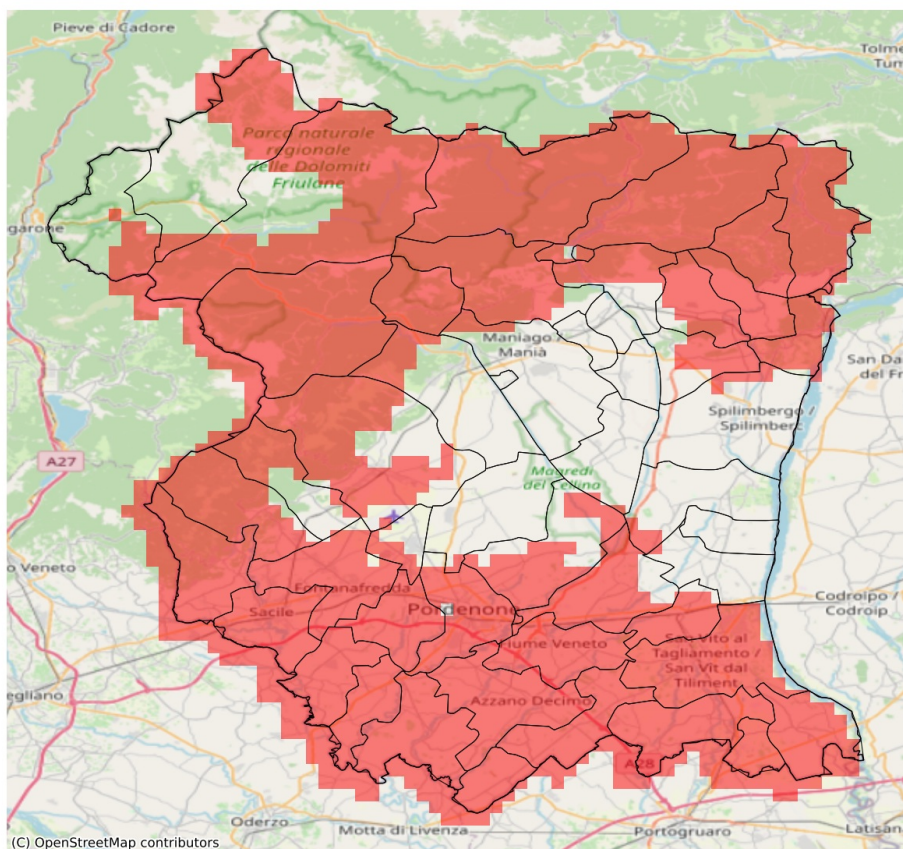 Pieve di Cadore
Tolme
Tum
Parco naturale
regionale
delle Dolomiti
Friulane
garone
Maniago /
Manià
San Da
del Fr
Spilimbergo /
Spilimberc
A27
Magredi
del Cellina
o Veneto
Fontanafredda
Codroipo /
Codroip
Sacile
Pordenone
Fiume Veneto
San Vito al
Tagliamento /
San Vît dal
Tiliment
egliano
Azzano Decimo
A28
Oderzo
Motta di Livenza
Portogruaro
Latisan
(C) OpenStreetMap contributors